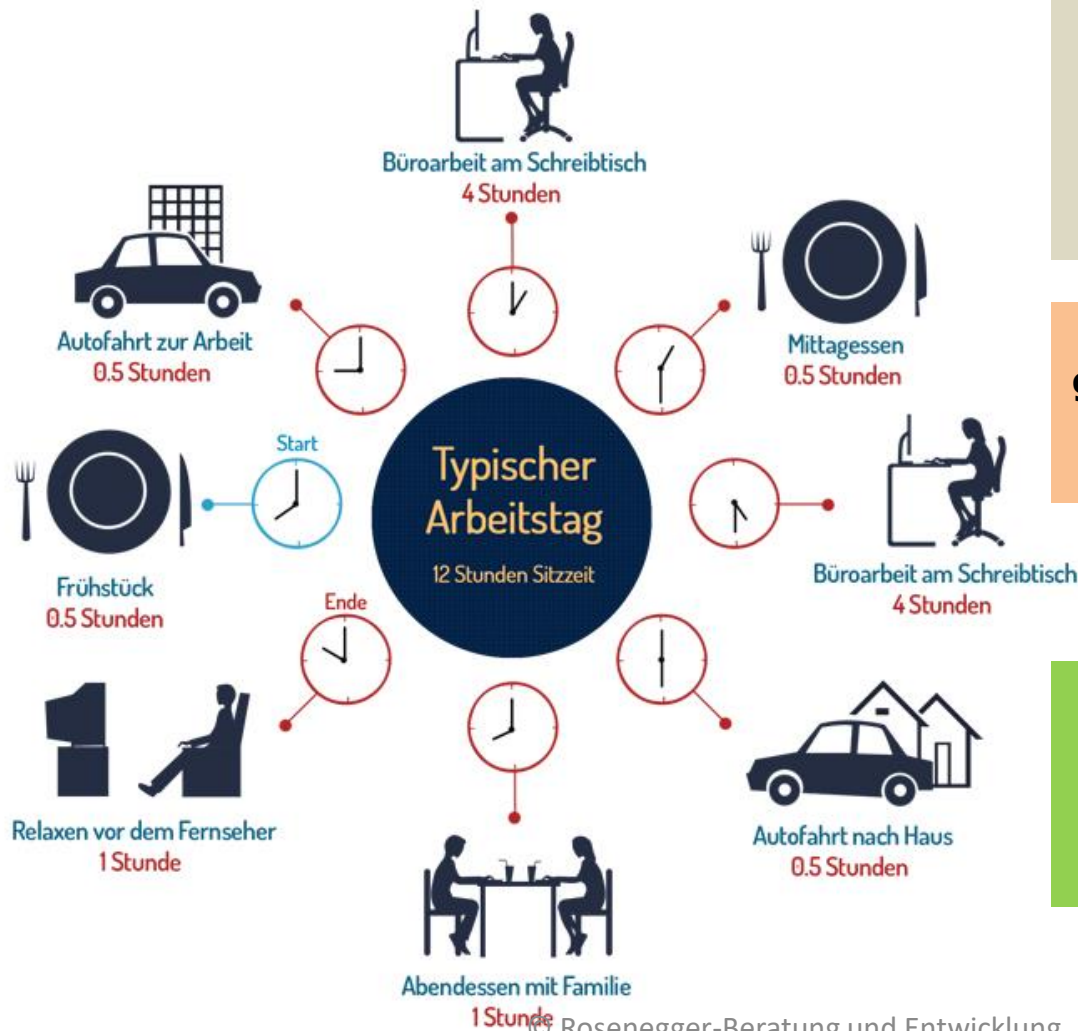 Büroarbeit am Schreibtisch
4 Stunden
Mittagessen
0.5 Stunden
Büroarbeit am Schreibtisch
4 Stunden
Autofahrt nach Haus
0.5 Stunden
Abendessen mit Familie
1 Stunde
Relaxen vor dem Fernseher
1 Stunde
Ende
Frühstück
0.5 Stunden
Start
Autofahrt zur Arbeit
0.5 Stunden
Typischer
Arbeitstag
12 Stunden Sitzzeit
© Rosenegger-Beratung und Entwicklung